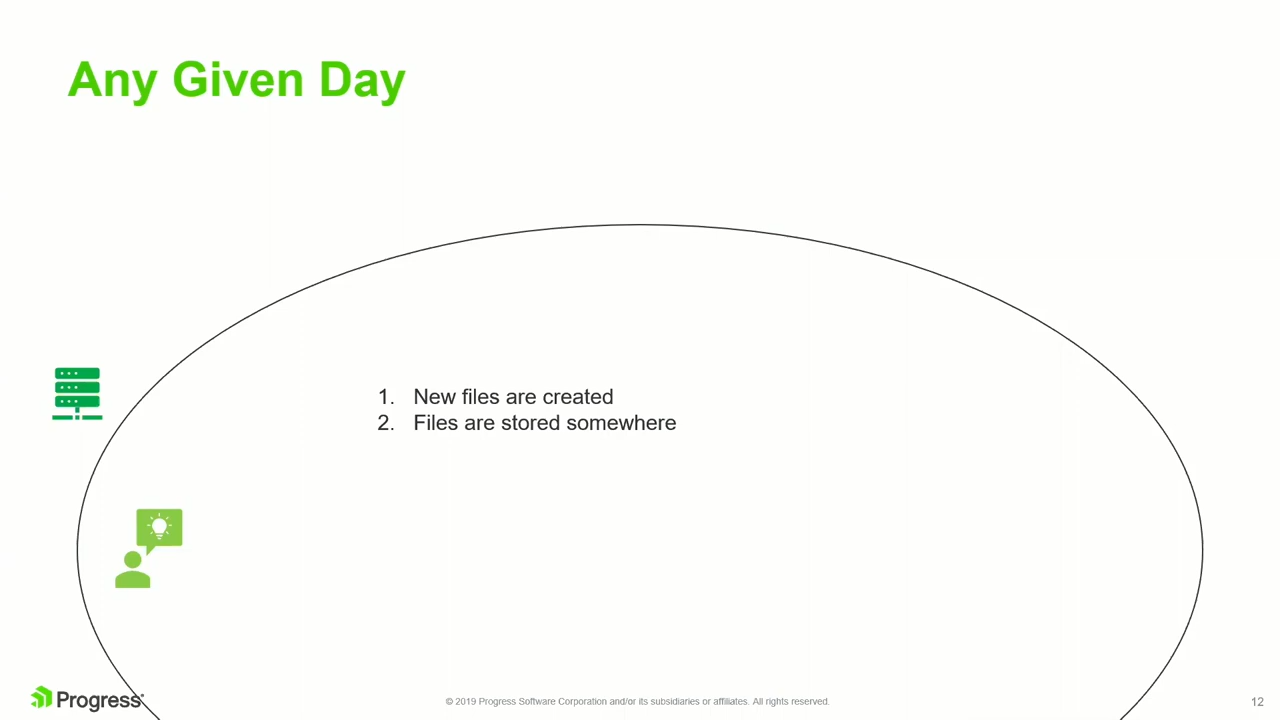 Any Given Day
1. New files are created
2. Files are stored somewhere
Progress
© 2019 Progress Software Corporation and/or its subsidiaries or affiliates. All rights reserved.
12